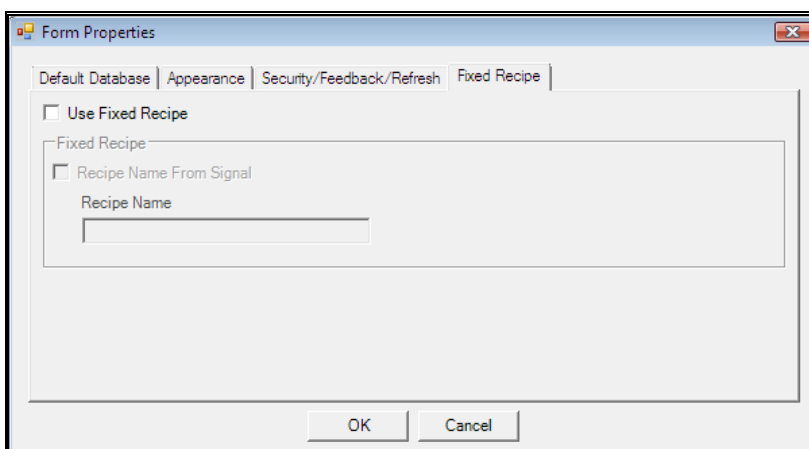 Form Properties
Default Database Appearance Security/Feedback/Refresh Fixed Recipe
Use Fixed Recipe
Fixed Recipe
Recipe Name From Signal
Recipe Name
OK Cancel